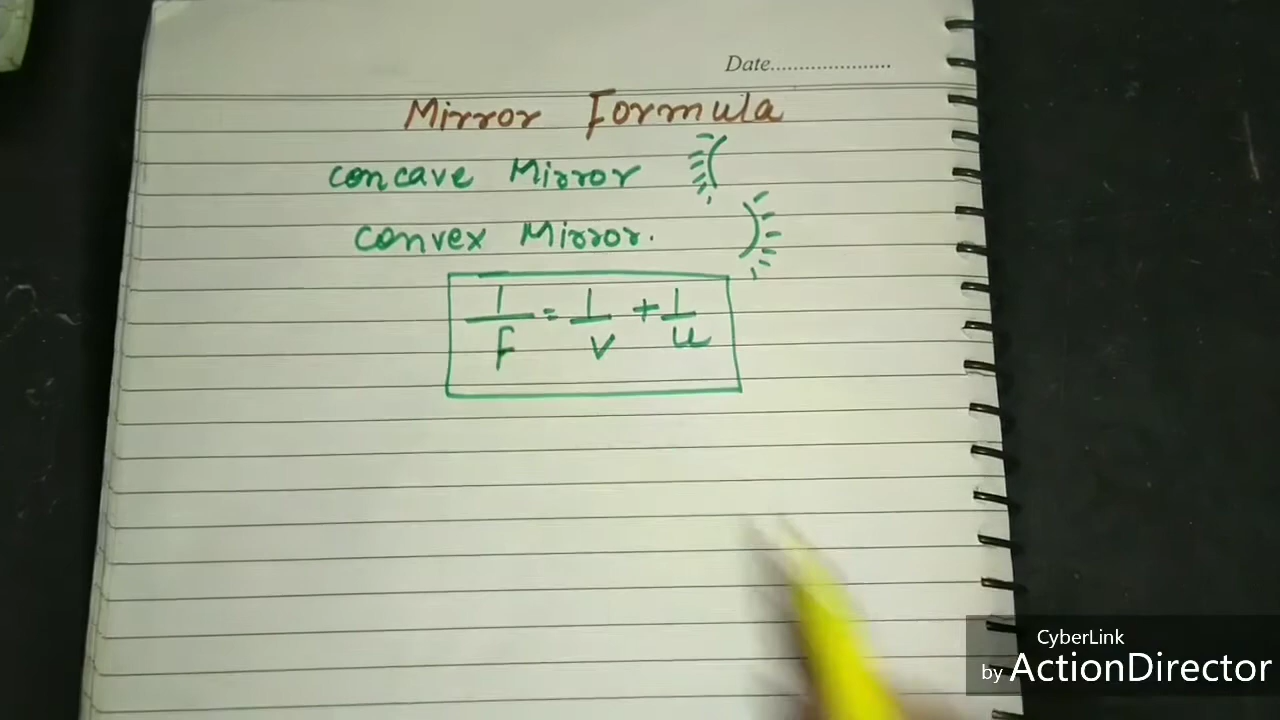 Date.....................
Mirror Formula
concave Mirror
convex Mirror.
1/F = 1/v + 1/u
CyberLink
by ActionDirector